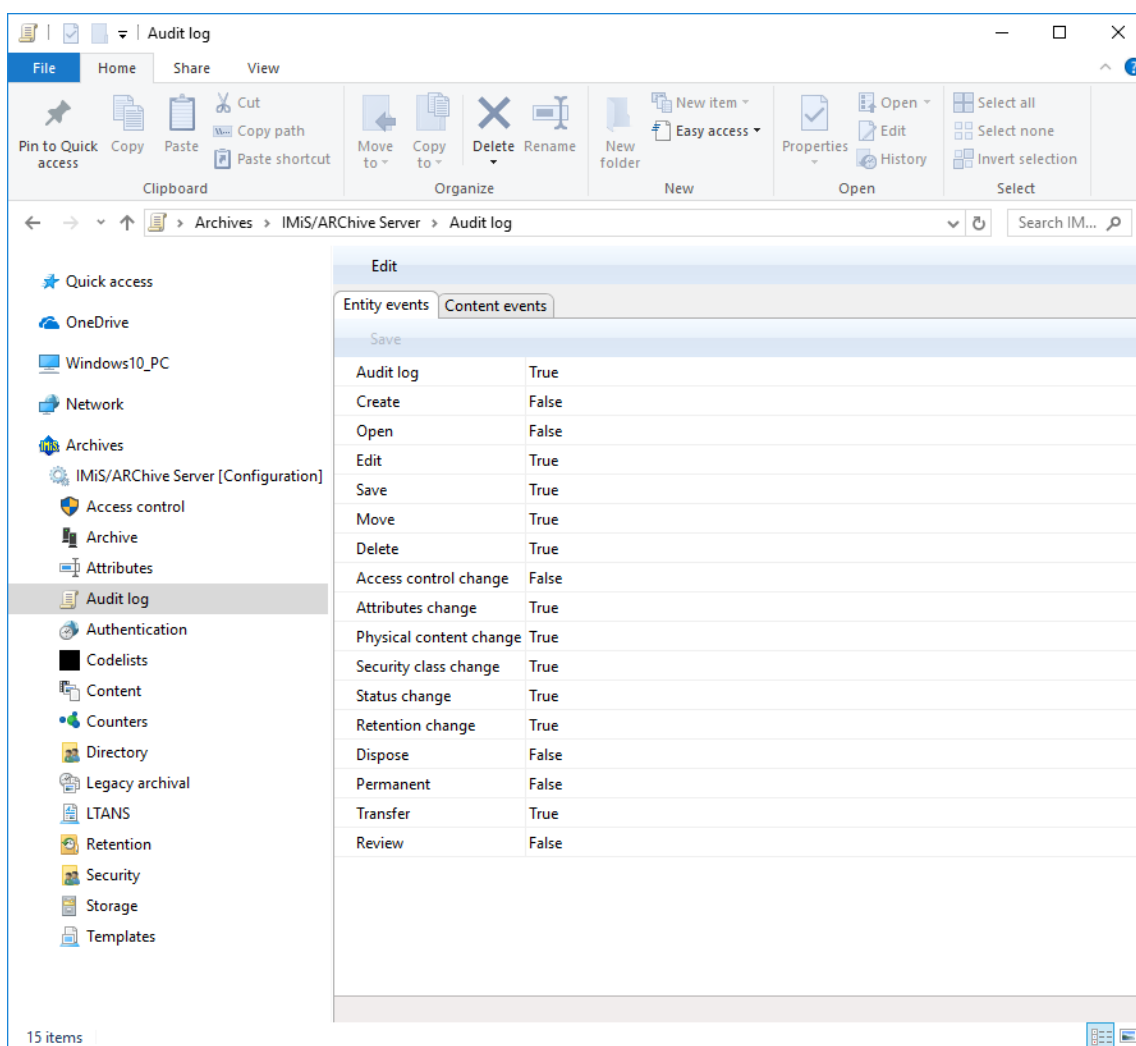 Audit log
File Home Share View
Pin to Quick access
Copy
Paste
Cut
Copy path
Paste shortcut
Clipboard
Move to
Copy to
Delete
Rename
Organize
New folder
New item
Easy access
New
Properties
Open
Edit
History
Open
Select all
Select none
Invert selection
Select
Archives > IMiS/ARChive Server > Audit log
Search IM...
Quick access
OneDrive
Windows10_PC
Network
Archives
IMiS/ARChive Server [Configuration]
Access control
Archive
Attributes
Audit log
Authentication
Codelists
Content
Counters
Directory
Legacy archival
LTANS
Retention
Security
Storage
Templates
Edit
Entity events Content events
Save
Audit log True
Create False
Open False
Edit True
Save True
Move True
Delete True
Access control change False
Attributes change True
Physical content change True
Security class change True
Status change True
Retention change True
Dispose False
Permanent False
Transfer True
Review False
15 items